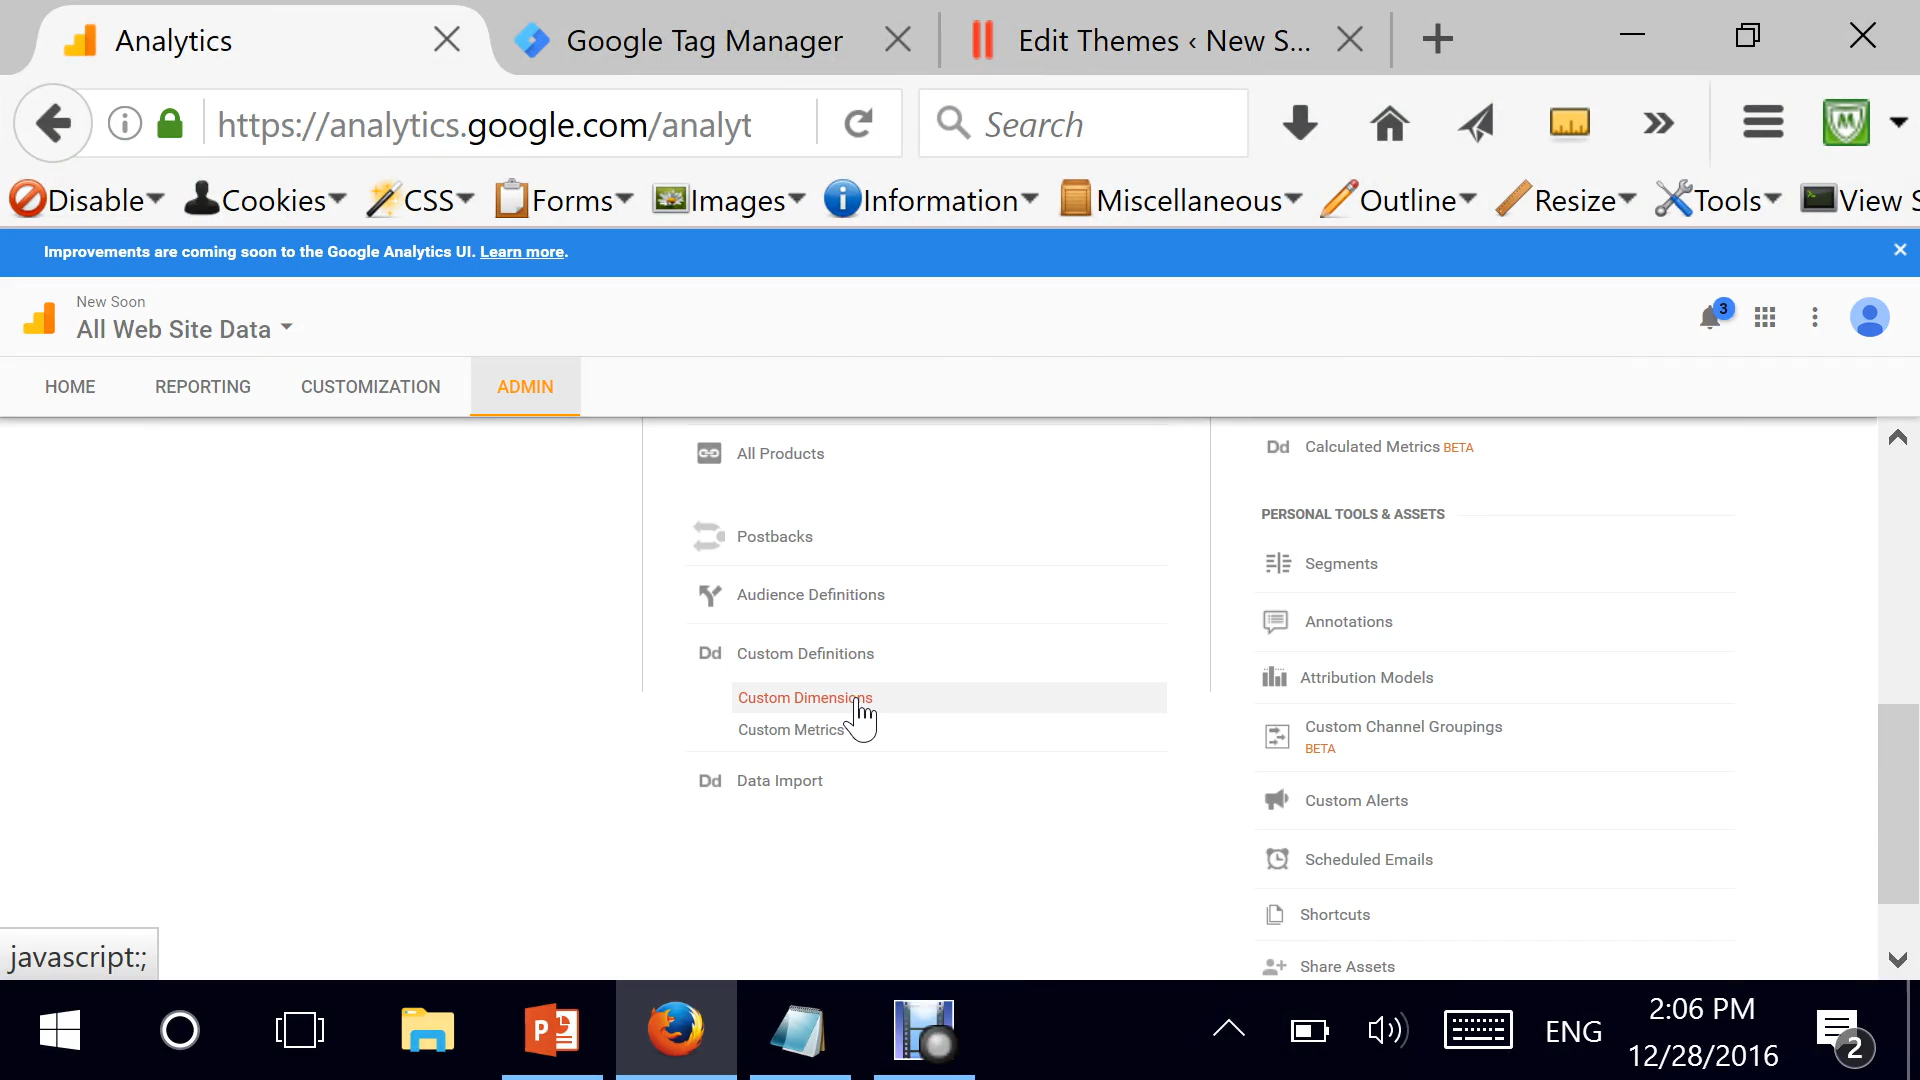 Analytics
Google Tag Manager
Edit Themes ‹ New S...
https://analytics.google.com/analyt
Search
Disable
Cookies
CSS
Forms
Images
Information
Miscellaneous
Outline
Resize
Tools
View S
Improvements are coming soon to the Google Analytics UI. Learn more.
New Soon
All Web Site Data
3
HOME
REPORTING
CUSTOMIZATION
ADMIN
All Products
Postbacks
Audience Definitions
Dd Custom Definitions
Custom Dimensions
Custom Metrics
Dd Data Import
Dd Calculated Metrics BETA
PERSONAL TOOLS & ASSETS
Segments
Annotations
Attribution Models
Custom Channel Groupings
BETA
Custom Alerts
Scheduled Emails
Shortcuts
Share Assets
javascript:;
ENG
2:06 PM
12/28/2016
2